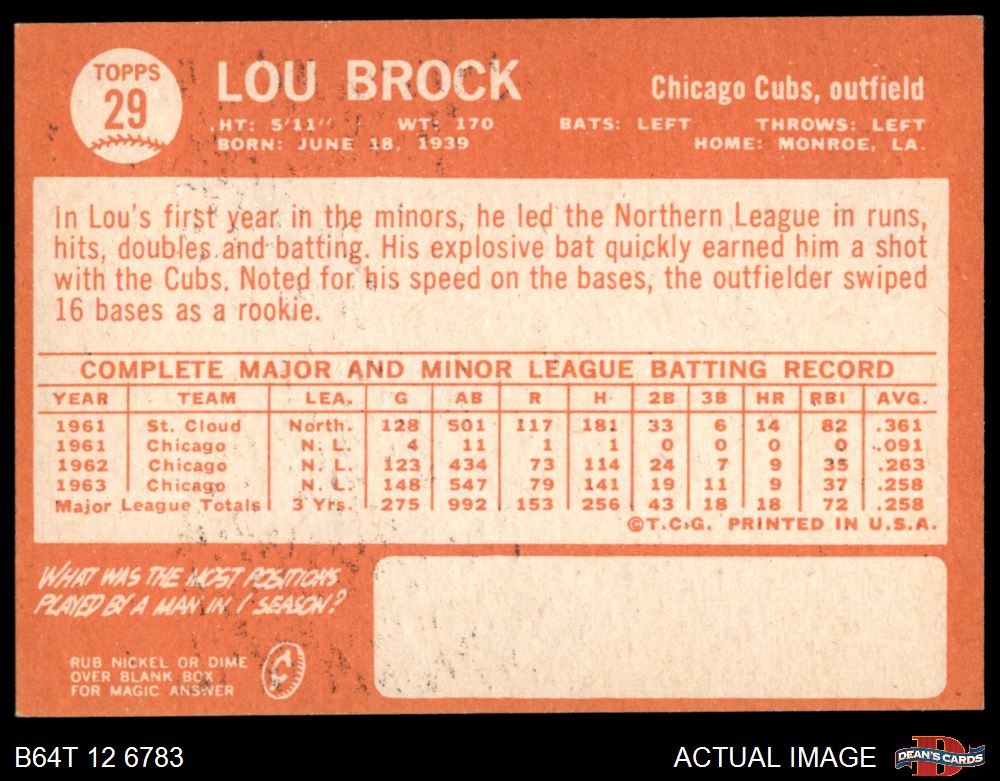 TOPPS
29
LOU BROCK
Chicago Cubs, outfield
HT: 5'11" WT: 170 BATS: LEFT THROWS: LEFT
BORN: JUNE 18, 1939 HOME: MONROE, LA.
In Lou's first year in the minors, he led the Northern League in runs,
hits, doubles and batting. His explosive bat quickly earned him a shot
with the Cubs. Noted for his speed on the bases, the outfielder swiped
16 bases as a rookie.
COMPLETE MAJOR AND MINOR LEAGUE BATTING RECORD
YEAR TEAM LEA. G AB R H 2B 3B HR RBI AVG.
1961 St. Cloud North. 128 501 117 181 33 6 14 82 .361
1961 Chicago N. L. 4 11 1 1 0 0 0 0 .091
1962 Chicago N. L. 123 434 73 114 24 7 9 35 .263
1963 Chicago N. L. 148 547 79 141 19 11 9 37 .258
Major League Totals 3 Yrs. 275 992 153 256 43 18 18 72 .258
©T.C.G. PRINTED IN U.S.A.
WHAT WAS THE MOST POSITIONS
PLAYED BY A MAN IN 1 SEASON?
RUB NICKEL OR DIME
OVER BLANK BOX
FOR MAGIC ANSWER
B64T 12 6783
ACTUAL IMAGE
DEAN'S CARDS